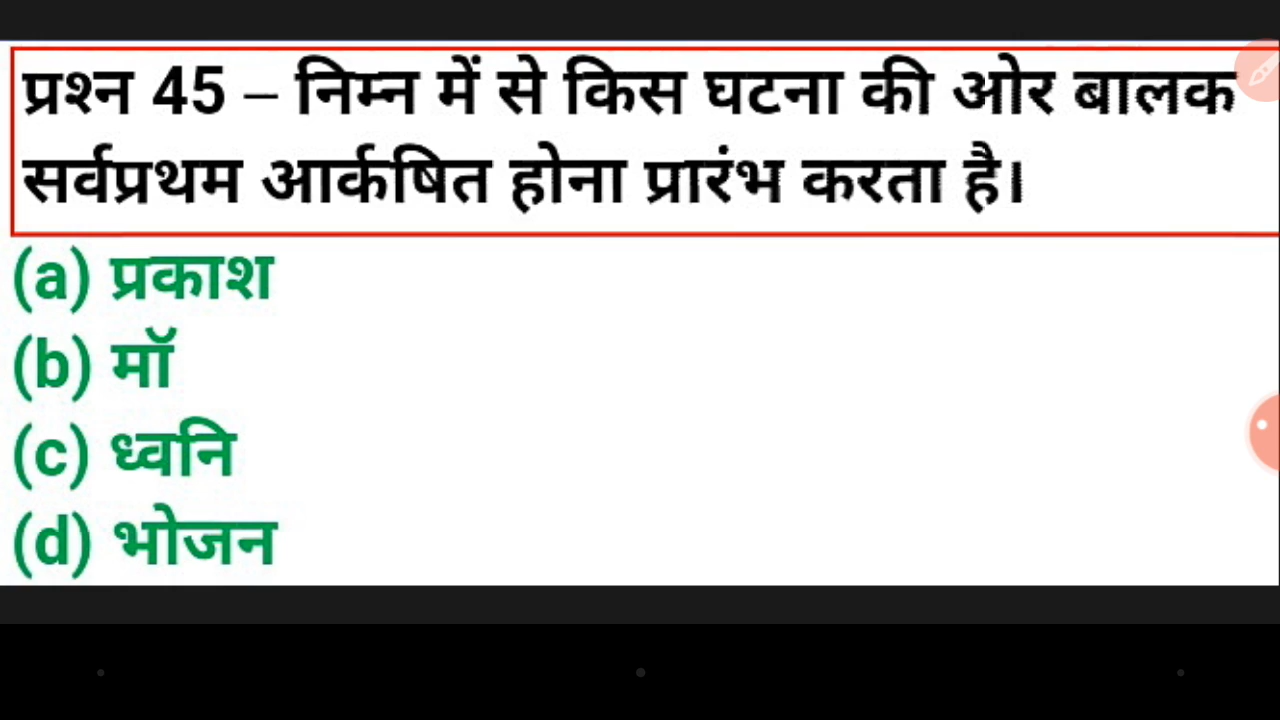 प्रश्न 45 – निम्न में से किस घटना की ओर बालक
सर्वप्रथम आर्कषित होना प्रारंभ करता है।
(a) प्रकाश
(b) मॉ
(c) ध्वनि
(d) भोजन